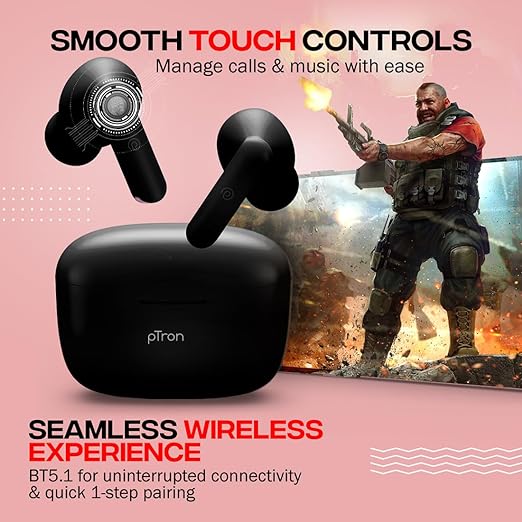 SMOOTH TOUCH CONTROLS
Manage calls & music with ease
pTron
SEAMLESS WIRELESS
EXPERIENCE
BT5.1 for uninterrupted connectivity
& quick 1-step pairing